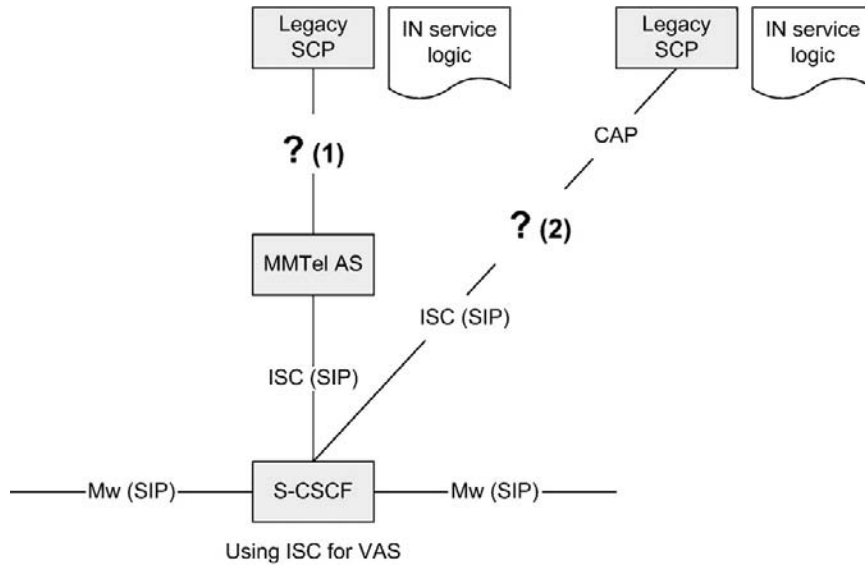 Legacy
SCP
IN service
logic
Legacy
SCP
IN service
logic
CAP
? (1)
? (2)
MMTel AS
ISC (SIP)
ISC (SIP)
Mw (SIP)
S-CSCF
Mw (SIP)
Using ISC for VAS